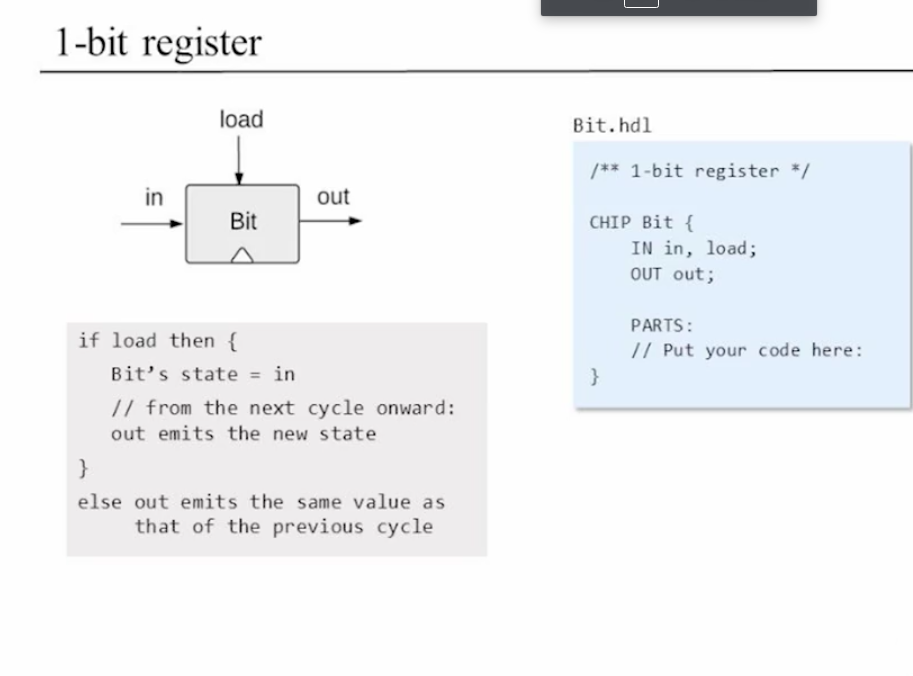 1-bit register
load
in
out
Bit
if load then {
Bit’s state = in
// from the next cycle onward:
out emits the new state
}
else out emits the same value as
that of the previous cycle
Bit.hdl
/** 1-bit register */
CHIP Bit {
IN in, load;
OUT out;
PARTS:
// Put your code here:
}